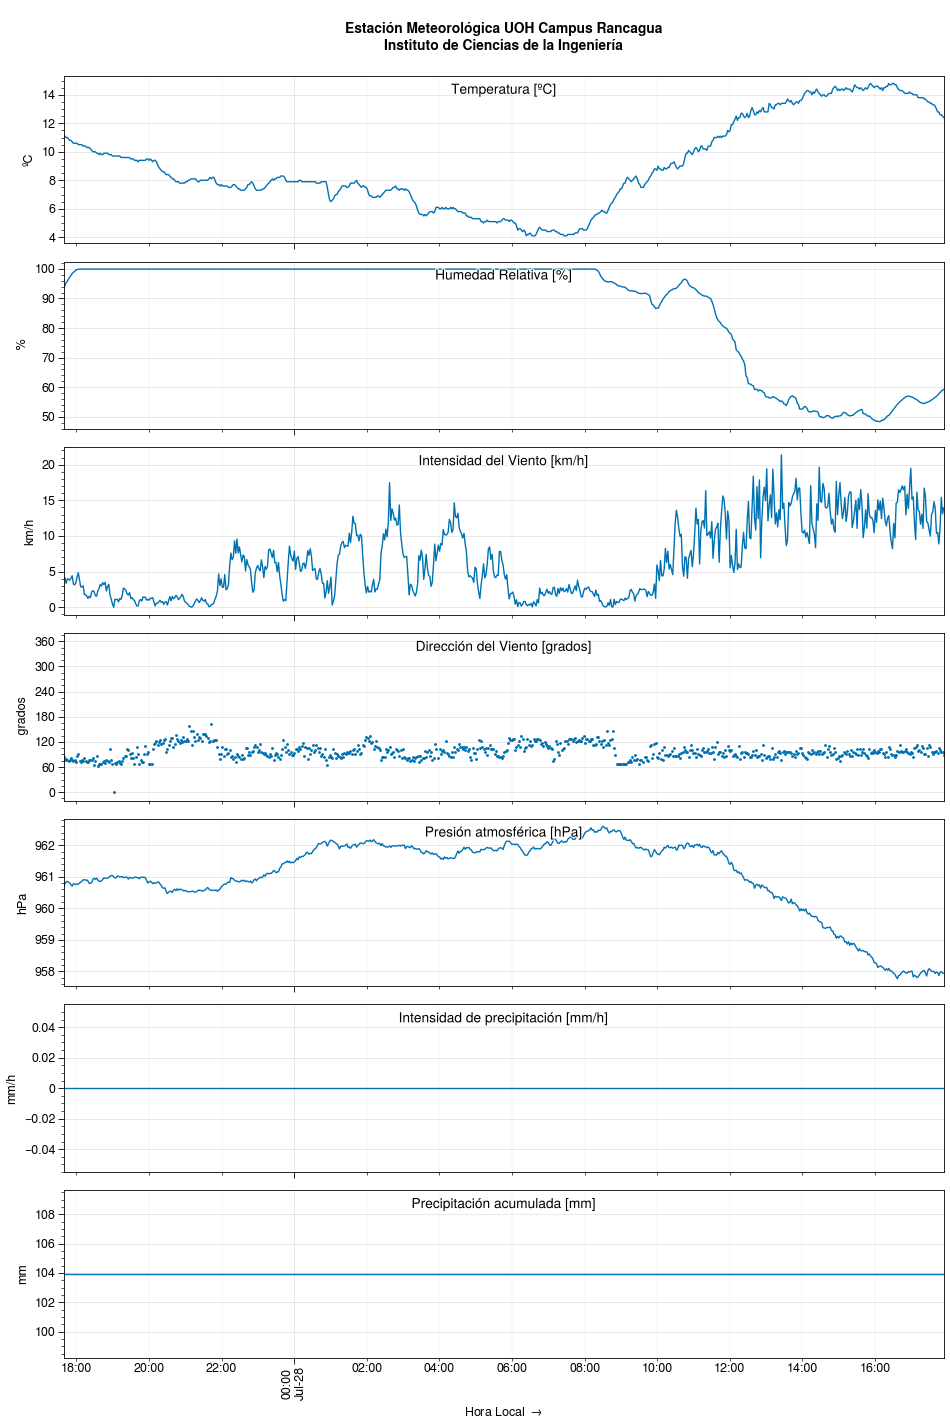 Estación Meteorológica UOH Campus Rancagua
Instituto de Ciencias de la Ingeniería
Temperatura [ºC]
ºC
14
12
10
8
6
4
Humedad Relativa [%]
%
100
90
80
70
60
50
Intensidad del Viento [km/h]
km/h
20
15
10
5
0
Dirección del Viento [grados]
grados
360
300
240
180
120
60
0
Presión atmosférica [hPa]
hPa
962
961
960
959
958
Intensidad de precipitación [mm/h]
mm/h
0.04
0.02
0
−0.02
−0.04
Precipitación acumulada [mm]
mm
108
106
104
102
100
18:00 20:00 22:00 00:00 02:00 04:00 06:00 08:00 10:00 12:00 14:00 16:00
Jul-28
Hora Local →